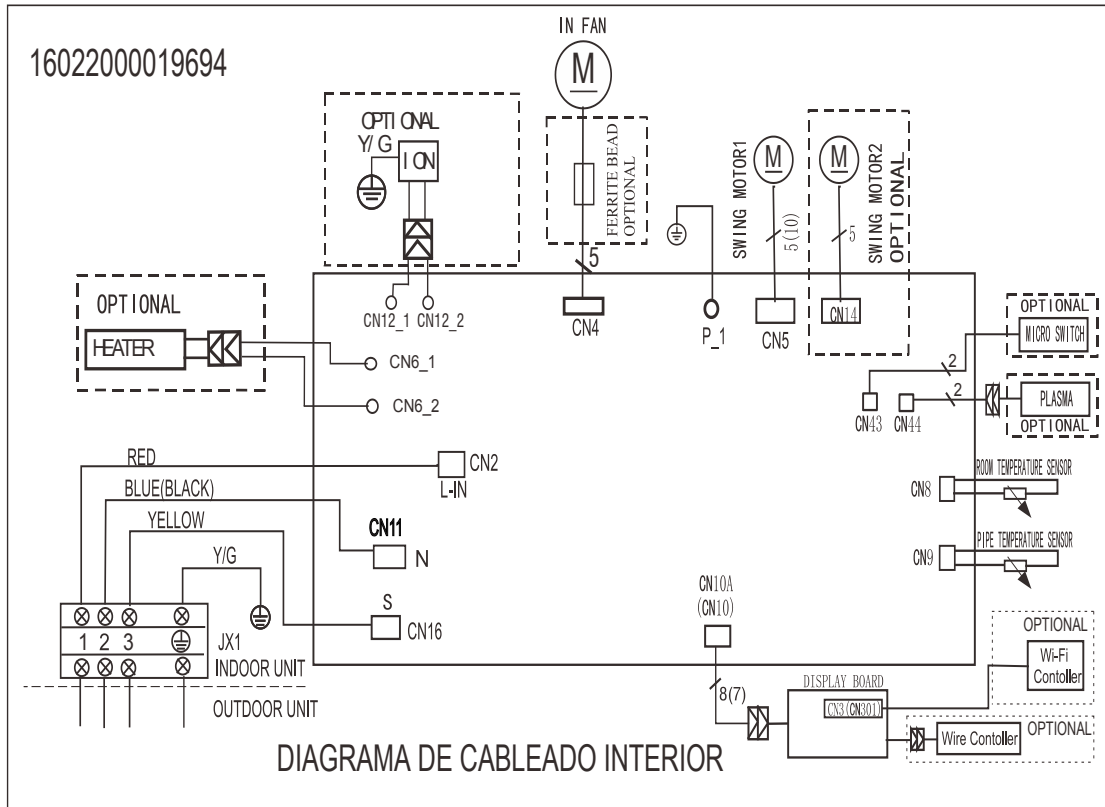 16022000019694
IN FAN
M
OPTIONAL
Y/G
ION
FERRITE BEAD
OPTIONAL
5
SWING MOTOR1
M
5(10)
M
5
SWING MOTOR2
OPTIONAL
CN12_1
CN12_2
CN4
P_1
CN5
CN14
OPTIONAL
HEATER
CN6_1
CN6_2
OPTIONAL
MICRO SWITCH
2
CN43
2
CN44
PLASMA
OPTIONAL
RED
CN2
L-IN
BLUE(BLACK)
CN11
N
YELLOW
Y/G
S
CN16
CN8
ROOM TEMPERATURE SENSOR
CN9
PIPE TEMPERATURE SENSOR
1 2 3
JX1
INDOOR UNIT
OUTDOOR UNIT
CN10A
(CN10)
8(7)
DISPLAY BOARD
CN3(CN301)
OPTIONAL
Wi-Fi
Contoller
Wire Contoller
OPTIONAL
DIAGRAMA DE CABLEADO INTERIOR